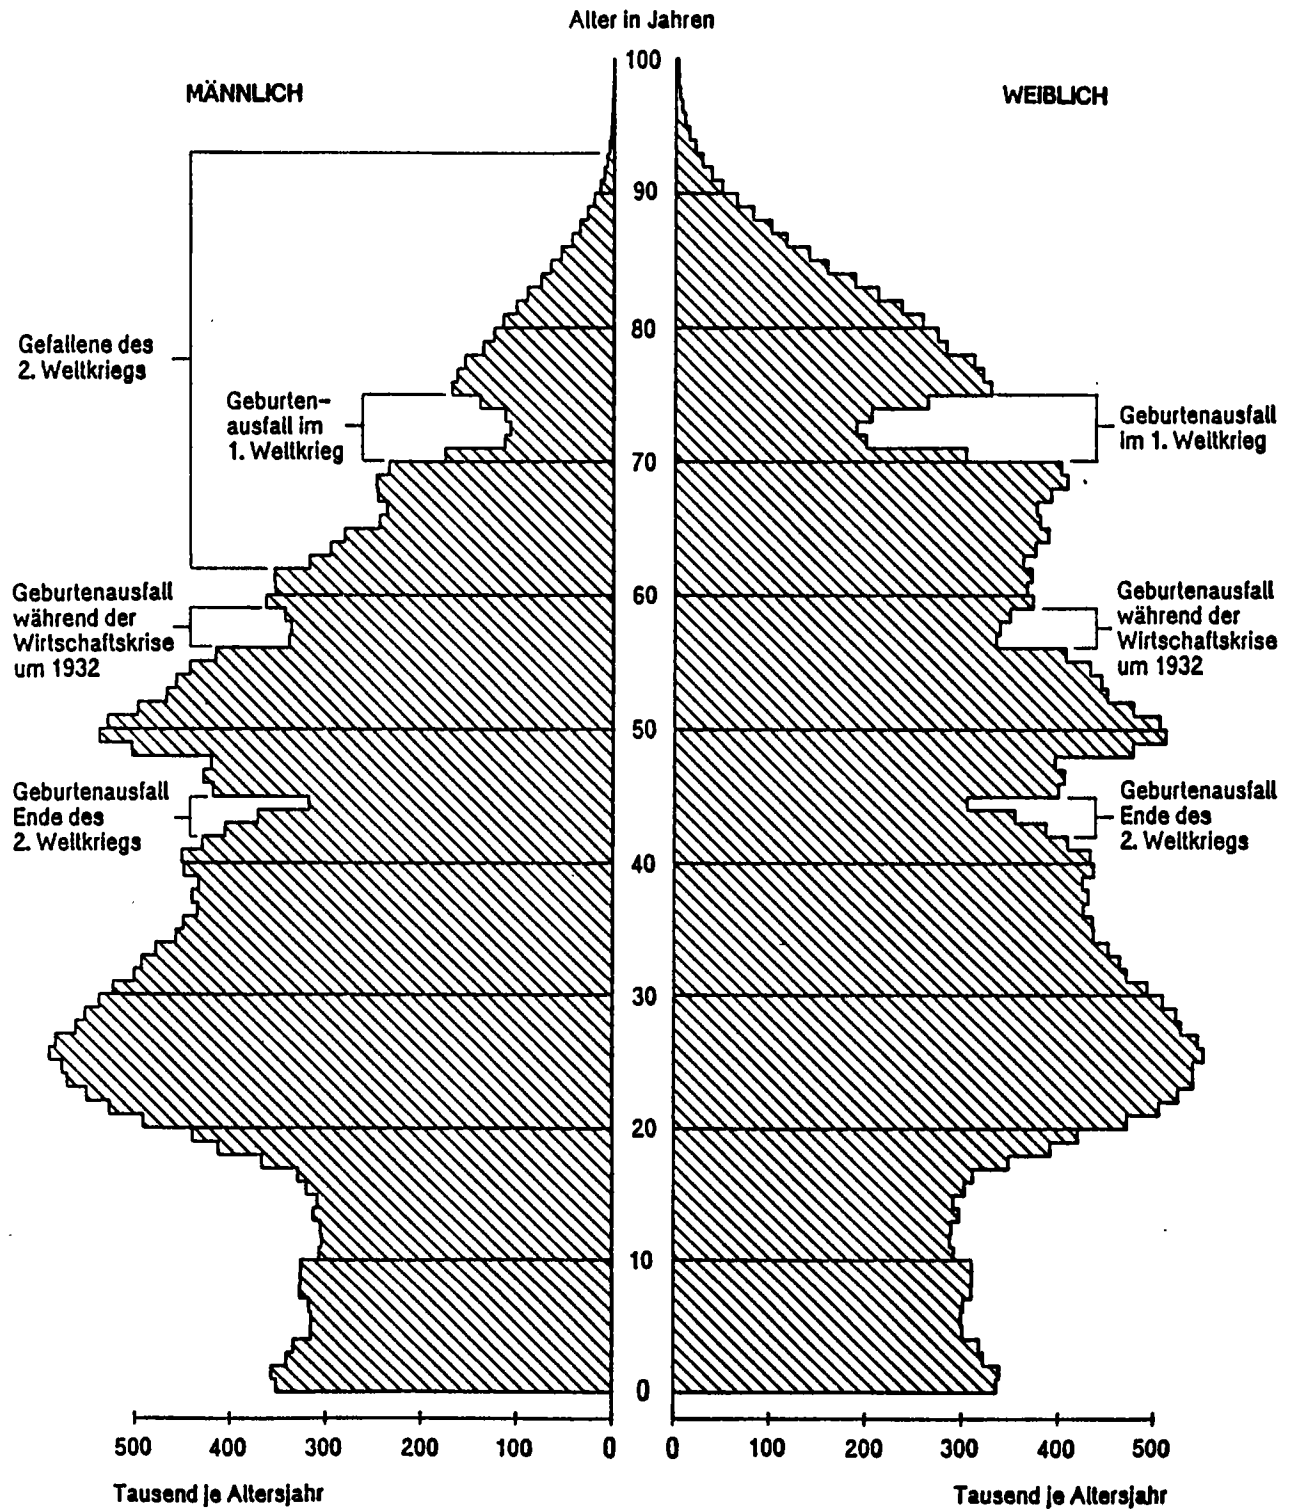 Alter in Jahren
MÄNNLICH
WEIBLICH
100
90
80
70
60
50
40
30
20
10
0
Gefallene des
2. Weltkriegs
Geburten-
ausfall im
1. Weltkrieg
Geburtenausfall
während der
Wirtschaftskrise
um 1932
Geburtenausfall
Ende des
2. Weltkriegs
Geburtenausfall
im 1. Weltkrieg
Geburtenausfall
während der
Wirtschaftskrise
um 1932
Geburtenausfall
Ende des
2. Weltkriegs
500 400 300 200 100 0
0 100 200 300 400 500
Tausend je Altersjahr
Tausend je Altersjahr